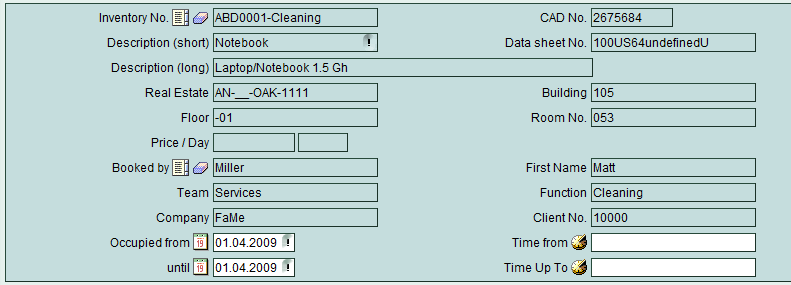 Inventory No. ABD0001-Cleaning CAD No. 2675684
Description (short) Notebook ! Data sheet No. 100US64undefinedU
Description (long) Laptop/Notebook 1.5 Gh
Real Estate AN-__-OAK-1111 Building 105
Floor -01 Room No. 053
Price / Day
Booked by Miller First Name Matt
Team Services Function Cleaning
Company FaMe Client No. 10000
Occupied from 19 01.04.2009 ! Time from
until 19 01.04.2009 ! Time Up To